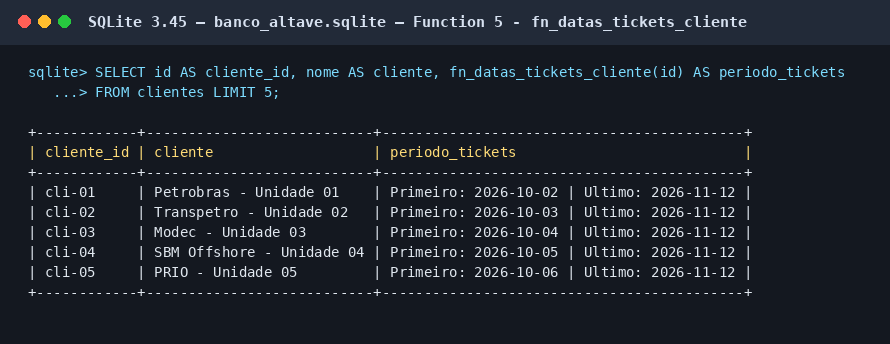 SQLite 3.45 — banco_altave.sqlite — Function 5 - fn_datas_tickets_cliente
sqlite> SELECT id AS cliente_id, nome AS cliente, fn_datas_tickets_cliente(id) AS periodo_tickets
   ...> FROM clientes LIMIT 5;
+------------+---------------------------+-------------------------------------------+
| cliente_id | cliente                   | periodo_tickets                           |
+------------+---------------------------+-------------------------------------------+
| cli-01     | Petrobras - Unidade 01    | Primeiro: 2026-10-02 | Ultimo: 2026-11-12 |
| cli-02     | Transpetro - Unidade 02   | Primeiro: 2026-10-03 | Ultimo: 2026-11-12 |
| cli-03     | Modec - Unidade 03        | Primeiro: 2026-10-04 | Ultimo: 2026-11-12 |
| cli-04     | SBM Offshore - Unidade 04 | Primeiro: 2026-10-05 | Ultimo: 2026-11-12 |
| cli-05     | PRIO - Unidade 05         | Primeiro: 2026-10-06 | Ultimo: 2026-11-12 |
+------------+---------------------------+-------------------------------------------+